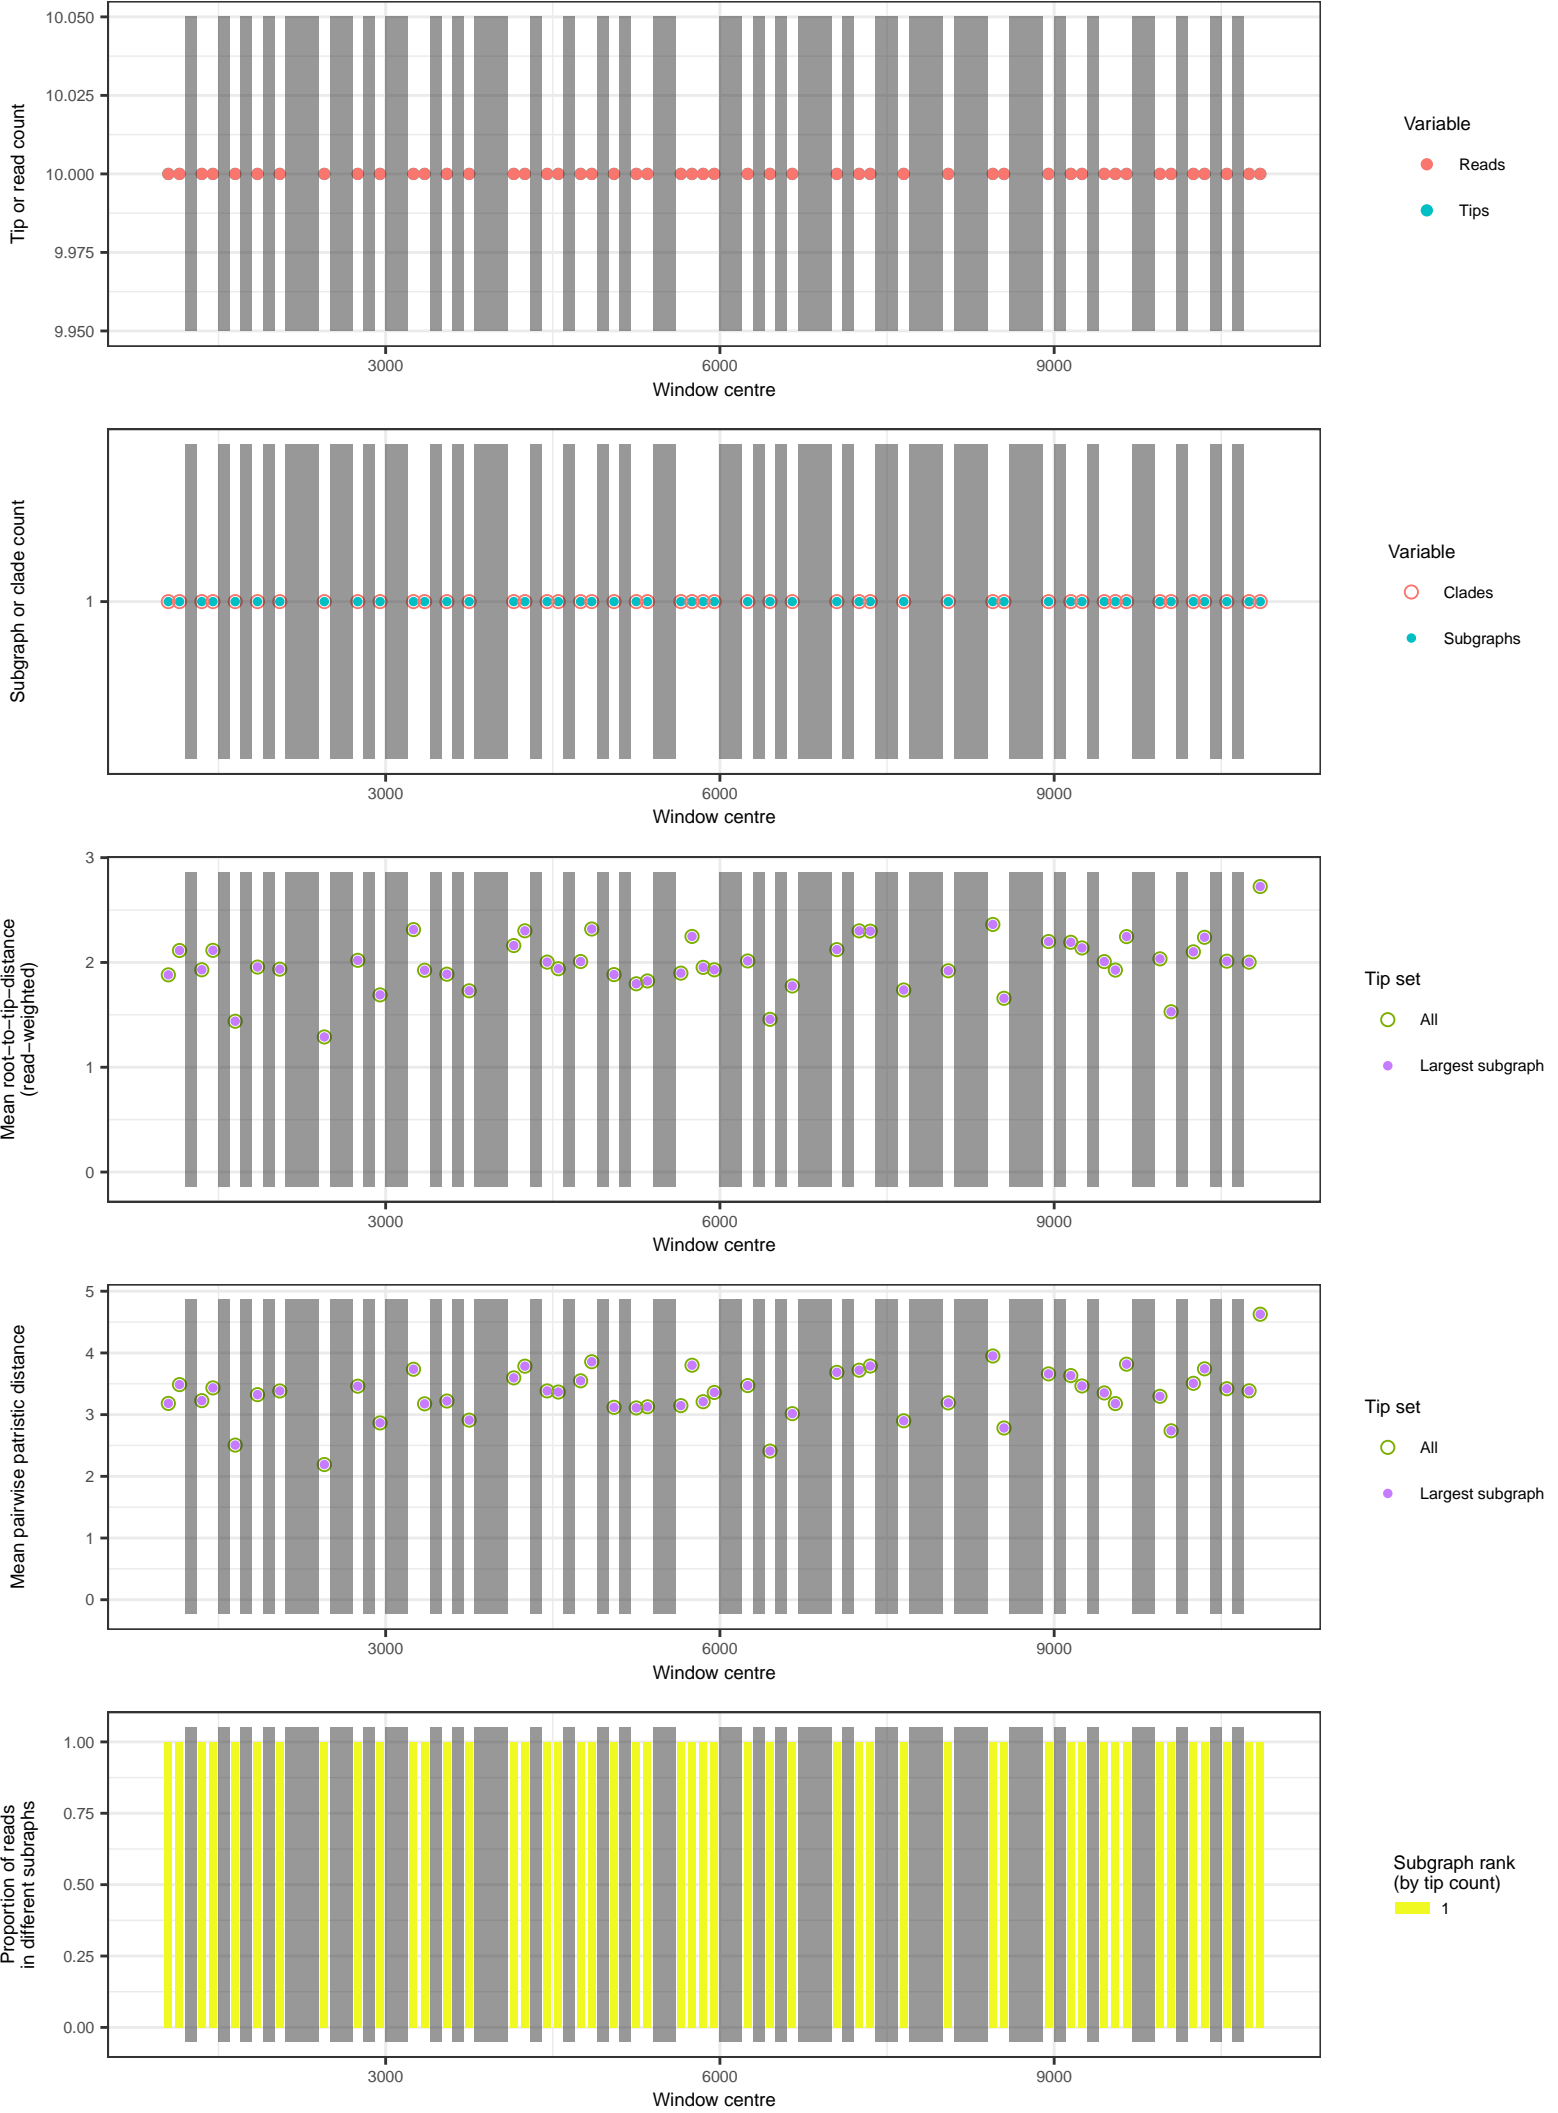 10.050
10.025
10.000
9.975
9.950
Tip or read count
3000 6000 9000
Window centre
Variable
Reads
Tips
1
Subgraph or clade count
3000 6000 9000
Window centre
Variable
Clades
Subgraphs
3
2
1
0
Mean root−to−tip−distance
(read−weighted)
3000 6000 9000
Window centre
Tip set
All
Largest subgraph
5
4
3
2
1
0
Mean pairwise patristic distance
3000 6000 9000
Window centre
Tip set
All
Largest subgraph
1.00
0.75
0.50
0.25
0.00
Proportion of reads
in different subraphs
3000 6000 9000
Window centre
Subgraph rank
(by tip count)
1